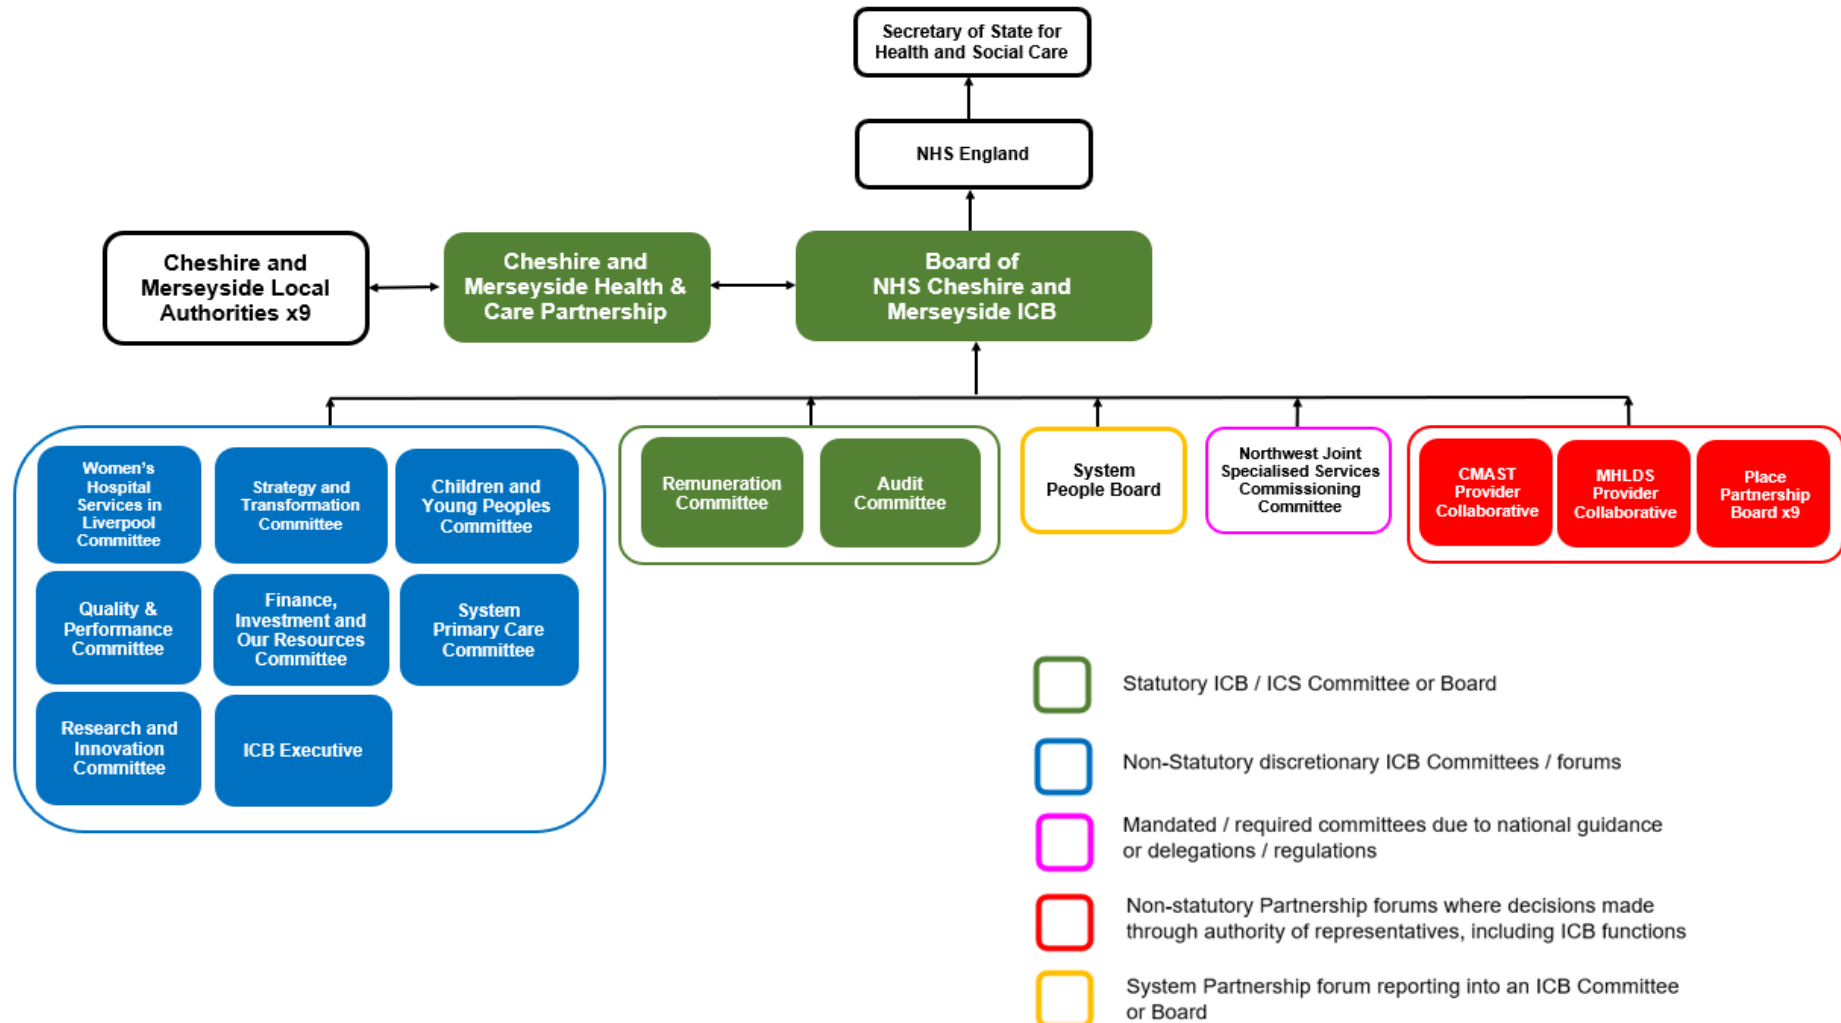 Secretary of State for
Health and Social Care
NHS England
Cheshire and
Merseyside Local
Authorities x9
Cheshire and
Merseyside Health &
Care Partnership
Board of
NHS Cheshire and
Merseyside ICB
Women's
Hospital
Services in
Liverpool
Committee
Strategy and
Transformation
Committee
Children and
Young Peoples
Committee
Quality &
Performance
Committee
Finance,
Investment and
Our Resources
Committee
System
Primary Care
Committee
Research and
Innovation
Committee
ICB Executive
Remuneration
Committee
Audit
Committee
System
People Board
Northwest Joint
Specialised Services
Commissioning
Committee
CMAST
Provider
Collaborative
MHLDS
Provider
Collaborative
Place
Partnership
Board x9
Statutory ICB / ICS Committee or Board
Non-Statutory discretionary ICB Committees / forums
Mandated / required committees due to national guidance
or delegations / regulations
Non-statutory Partnership forums where decisions made
through authority of representatives, including ICB functions
System Partnership forum reporting into an ICB Committee
or Board